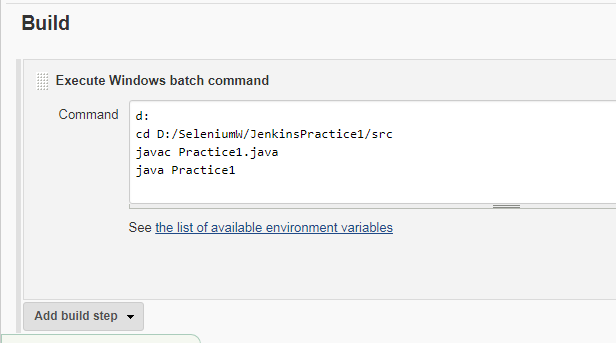 Build
Execute Windows batch command
Command
d:
cd D:/SeleniumW/JenkinsPractice1/src
javac Practice1.java
java Practice1
See the list of available environment variables
Add build step